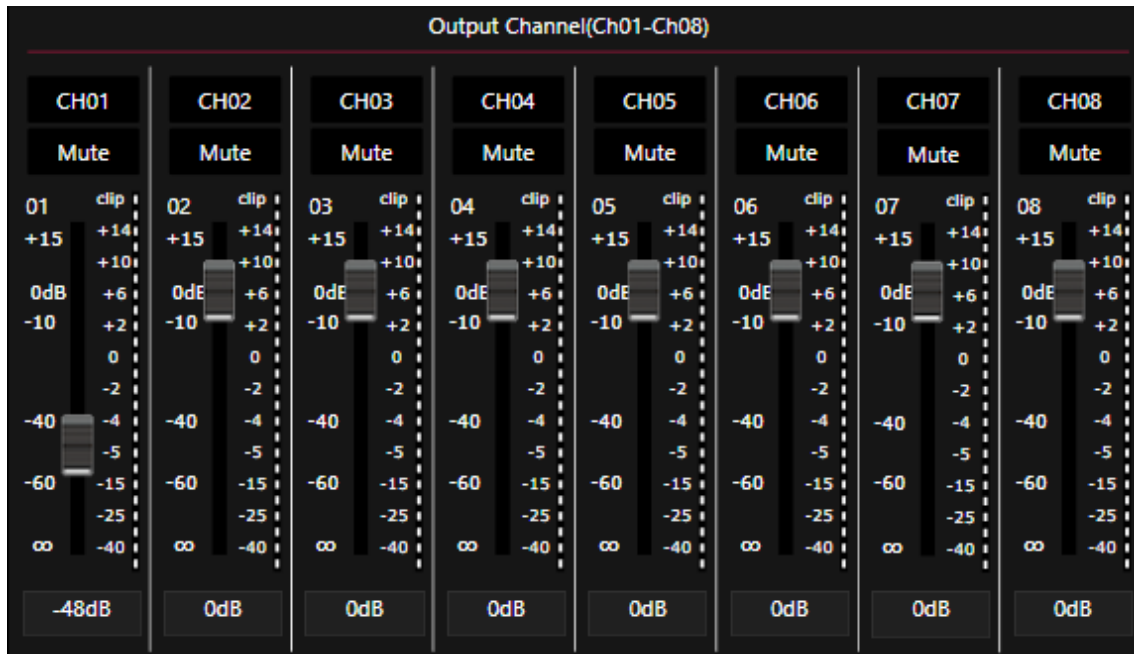 Output Channel(Ch01-Ch08)
CH01 CH02 CH03 CH04 CH05 CH06 CH07 CH08
Mute Mute Mute Mute Mute Mute Mute Mute
01 clip 02 clip 03 clip 04 clip 05 clip 06 clip 07 clip 08 clip
+15 +14 +15 +14 +15 +14 +15 +14 +15 +14 +15 +14 +15 +14 +15 +14
+10 +10 +10 +10 +10 +10 +10 +10
0dB +6 0dB +6 0dB +6 0dB +6 0dB +6 0dB +6 0dB +6 0dB +6
-10 +2 -10 +2 -10 +2 -10 +2 -10 +2 -10 +2 -10 +2 -10 +2
0 0 0 0 0 0 0 0
-2 -2 -2 -2 -2 -2 -2 -2
-40 -4 -40 -4 -40 -4 -40 -4 -40 -4 -40 -4 -40 -4 -40 -4
-5 -5 -5 -5 -5 -5 -5 -5
-60 -15 -60 -15 -60 -15 -60 -15 -60 -15 -60 -15 -60 -15 -60 -15
-25 -25 -25 -25 -25 -25 -25 -25
∞ -40 ∞ -40 ∞ -40 ∞ -40 ∞ -40 ∞ -40 ∞ -40 ∞ -40
-48dB 0dB 0dB 0dB 0dB 0dB 0dB 0dB